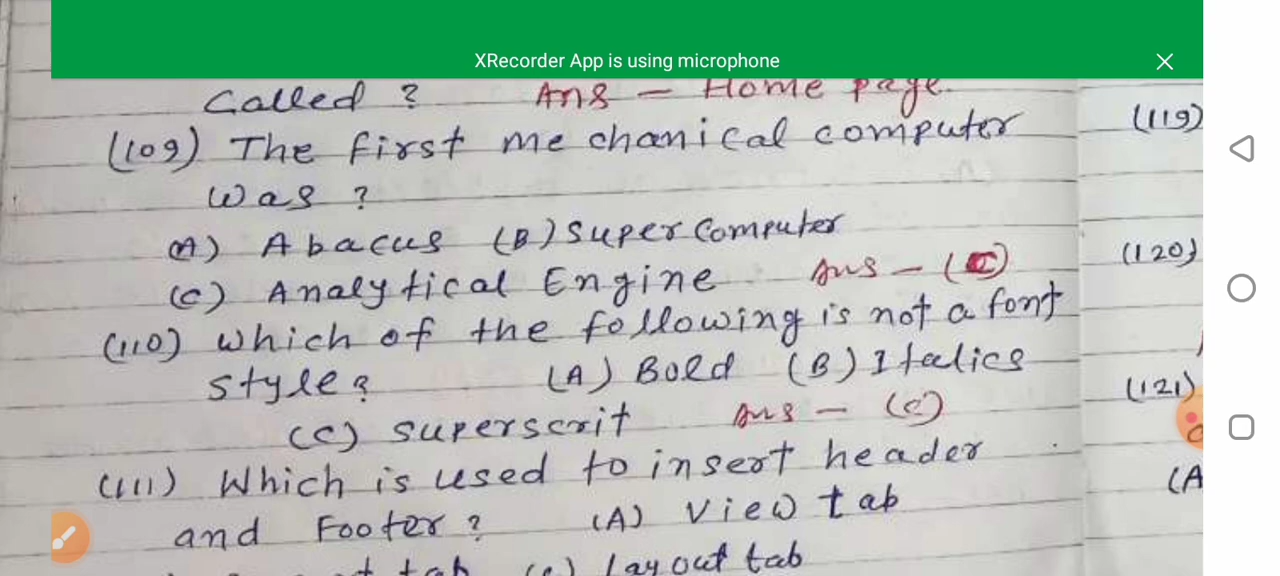 XRecorder App is using microphone
Called ? Ans - Home page.
(109) The first mechanical computer
was ?
(A) Abacus (B) Super Computer
(C) Analytical Engine Ans - (C)
(110) Which of the following is not a font
style? (A) Bold (B) Italics
(C) Superscrit Ans - (C)
(111) Which is used to insert header
and Footer ? (A) View tab
tab (C) Layout tab
(119)
(120)
(121)
(A